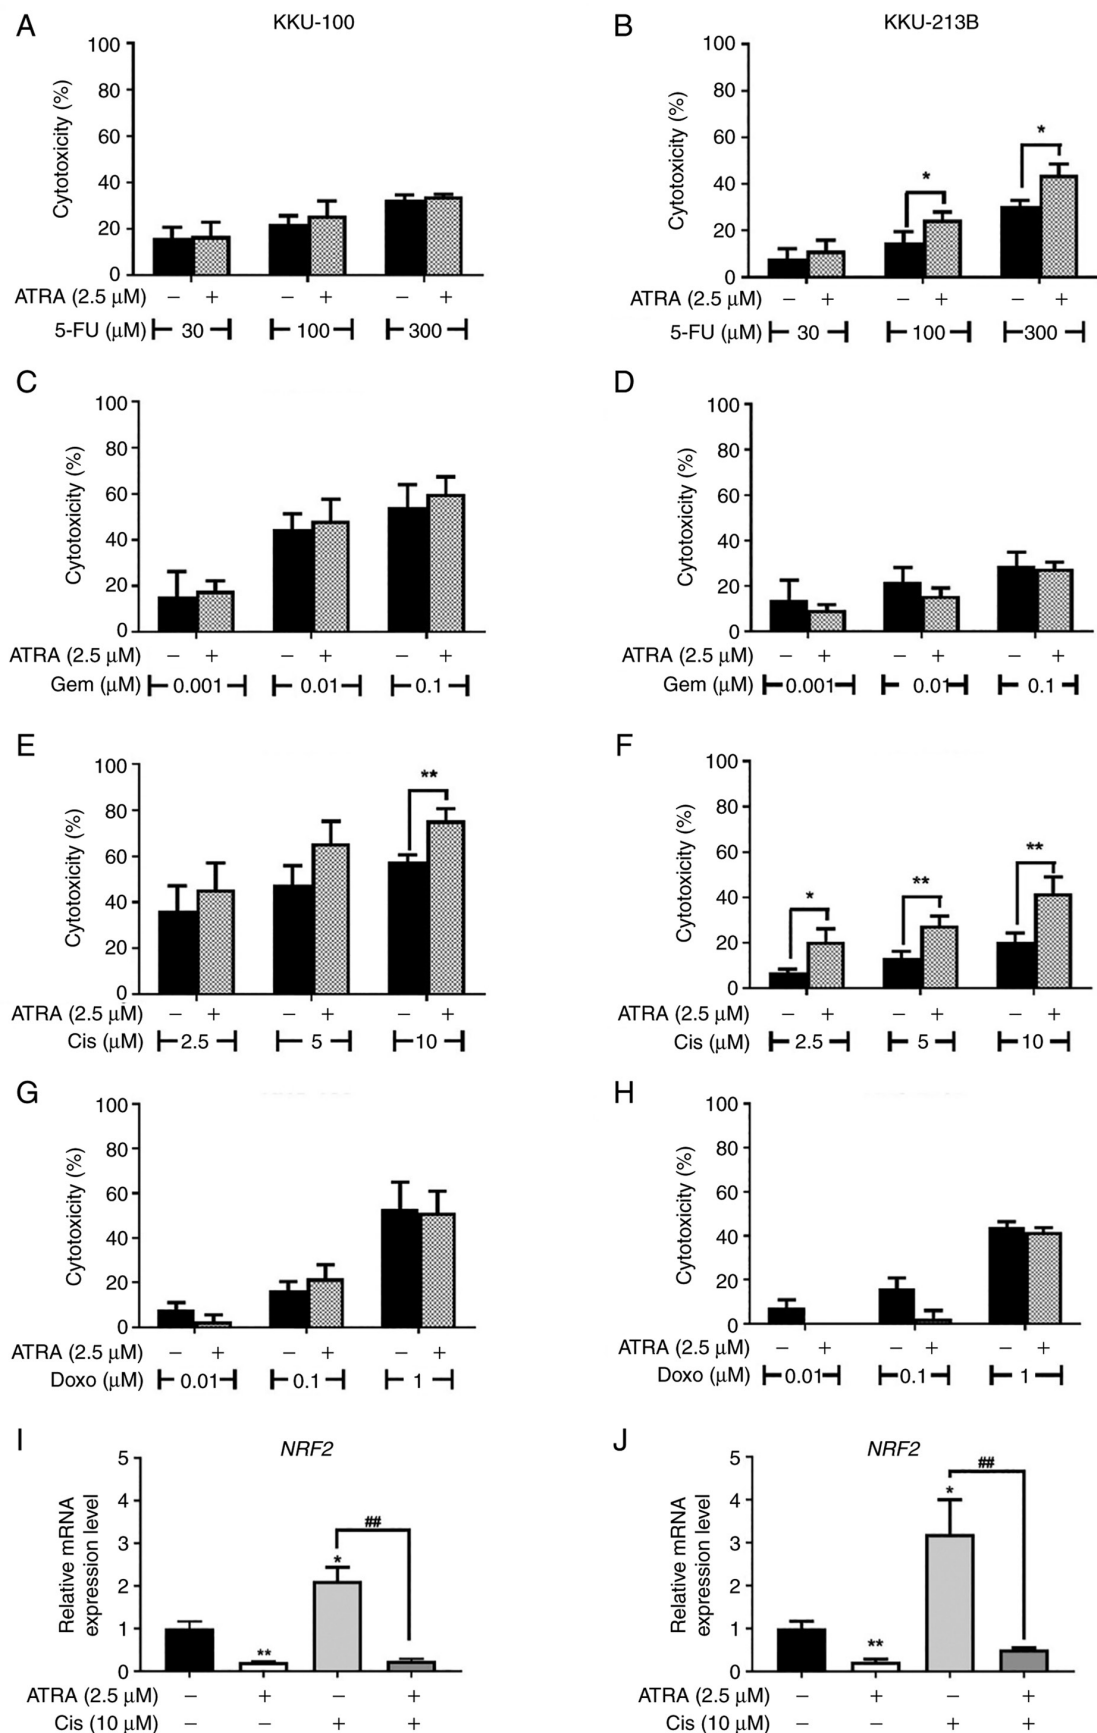 A
KKU-100
100
80
60
40
20
0
Cytotoxicity (%)
ATRA (2.5 µM) – + – + – +
5-FU (µM) 30 100 300
B
KKU-213B
100
80
60
40
20
0
Cytotoxicity (%)
*
*
ATRA (2.5 µM) – + – + – +
5-FU (µM) 30 100 300
C
100
80
60
40
20
0
Cytotoxicity (%)
ATRA (2.5 µM) – + – + – +
Gem (µM) 0.001 0.01 0.1
D
100
80
60
40
20
0
Cytotoxicity (%)
ATRA (2.5 µM) – + – + – +
Gem (µM) 0.001 0.01 0.1
E
100
80
60
40
20
0
Cytotoxicity (%)
**
ATRA (2.5 µM) – + – + – +
Cis (µM) 2.5 5 10
F
100
80
60
40
20
0
Cytotoxicity (%)
*
**
**
ATRA (2.5 µM) – + – + – +
Cis (µM) 2.5 5 10
G
100
80
60
40
20
0
Cytotoxicity (%)
ATRA (2.5 µM) – + – + – +
Doxo (µM) 0.01 0.1 1
H
100
80
60
40
20
0
Cytotoxicity (%)
ATRA (2.5 µM) – + – + – +
Doxo (µM) 0.01 0.1 1
I
NRF2
5
4
3
2
1
0
Relative mRNA
expression level
##
*
**
ATRA (2.5 µM) – + – +
Cis (10 µM) – – + +
J
NRF2
5
4
3
2
1
0
Relative mRNA
expression level
##
*
**
ATRA (2.5 µM) – + – +
Cis (10 µM) – – + +